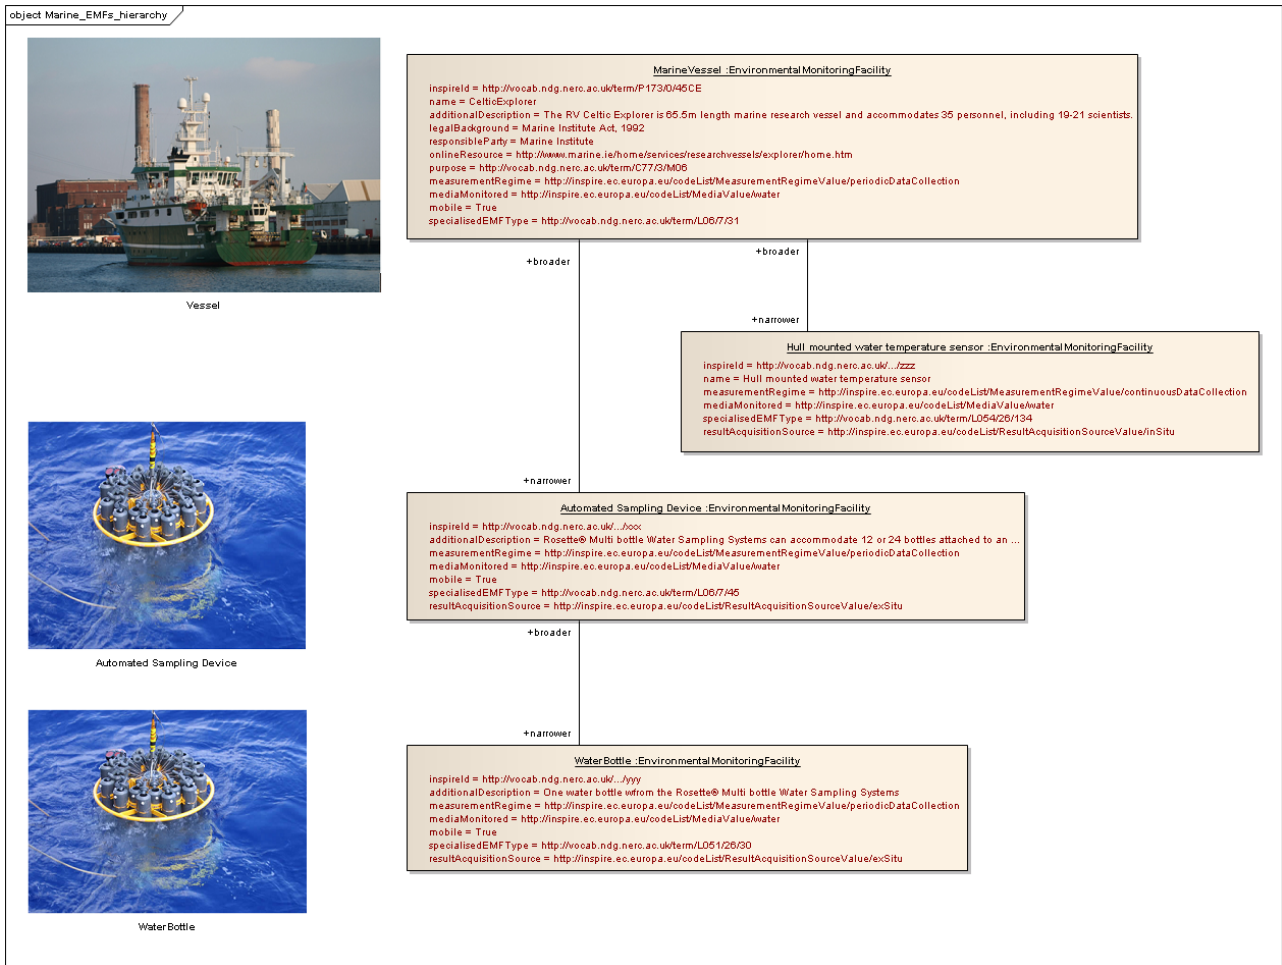 object Marine_EMFs_hierarchy
MarineVessel :EnvironmentalMonitoringFacility
inspireId = http://vocab.ndg.nerc.ac.uk/term/P173/0/45CE
name = CelticExplorer
additionalDescription = The RV Celtic Explorer is 65.5m length marine research vessel and accommodates 35 personnel, including 19-21 scientists.
legalBackground = Marine Institute Act, 1992
responsibleParty = Marine Institute
onlineResource = http://www.marine.ie/home/services/researchvessels/explorer/home.htm
purpose = http://vocab.ndg.nerc.ac.uk/term/C77/3/M06
measurementRegime = http://inspire.ec.europa.eu/codeList/MeasurementRegimeValue/periodicDataCollection
mediaMonitored = http://inspire.ec.europa.eu/codeList/MediaValue/water
mobile = True
specialisedEMFType = http://vocab.ndg.nerc.ac.uk/term/L06/7/31
+broader
+broader
Vessel
+narrower
Hull mounted water temperature sensor :EnvironmentalMonitoringFacility
inspireId = http://vocab.ndg.nerc.ac.uk/.../zzz
name = Hull mounted water temperature sensor
measurementRegime = http://inspire.ec.europa.eu/codeList/MeasurementRegimeValue/continuousDataCollection
mediaMonitored = http://inspire.ec.europa.eu/codeList/MediaValue/water
specialisedEMFType = http://vocab.ndg.nerc.ac.uk/term/L054/26/134
resultAcquisitionSource = http://inspire.ec.europa.eu/codeList/ResultAcquisitionSourceValue/inSitu
+narrower
Automated Sampling Device :EnvironmentalMonitoringFacility
inspireId = http://vocab.ndg.nerc.ac.uk/.../xxx
additionalDescription = Rosette® Multi bottle Water Sampling Systems can accommodate 12 or 24 bottles attached to an ...
measurementRegime = http://inspire.ec.europa.eu/codeList/MeasurementRegimeValue/periodicDataCollection
mediaMonitored = http://inspire.ec.europa.eu/codeList/MediaValue/water
mobile = True
specialisedEMFType = http://vocab.ndg.nerc.ac.uk/term/L06/7/45
resultAcquisitionSource = http://inspire.ec.europa.eu/codeList/ResultAcquisitionSourceValue/exSitu
+broader
Automated Sampling Device
+narrower
WaterBottle :EnvironmentalMonitoringFacility
inspireId = http://vocab.ndg.nerc.ac.uk/.../yyy
additionalDescription = One water bottle wfrom the Rosette® Multi bottle Water Sampling Systems
measurementRegime = http://inspire.ec.europa.eu/codeList/MeasurementRegimeValue/periodicDataCollection
mediaMonitored = http://inspire.ec.europa.eu/codeList/MediaValue/water
mobile = True
specialisedEMFType = http://vocab.ndg.nerc.ac.uk/term/L051/26/30
resultAcquisitionSource = http://inspire.ec.europa.eu/codeList/ResultAcquisitionSourceValue/exSitu
WaterBottle